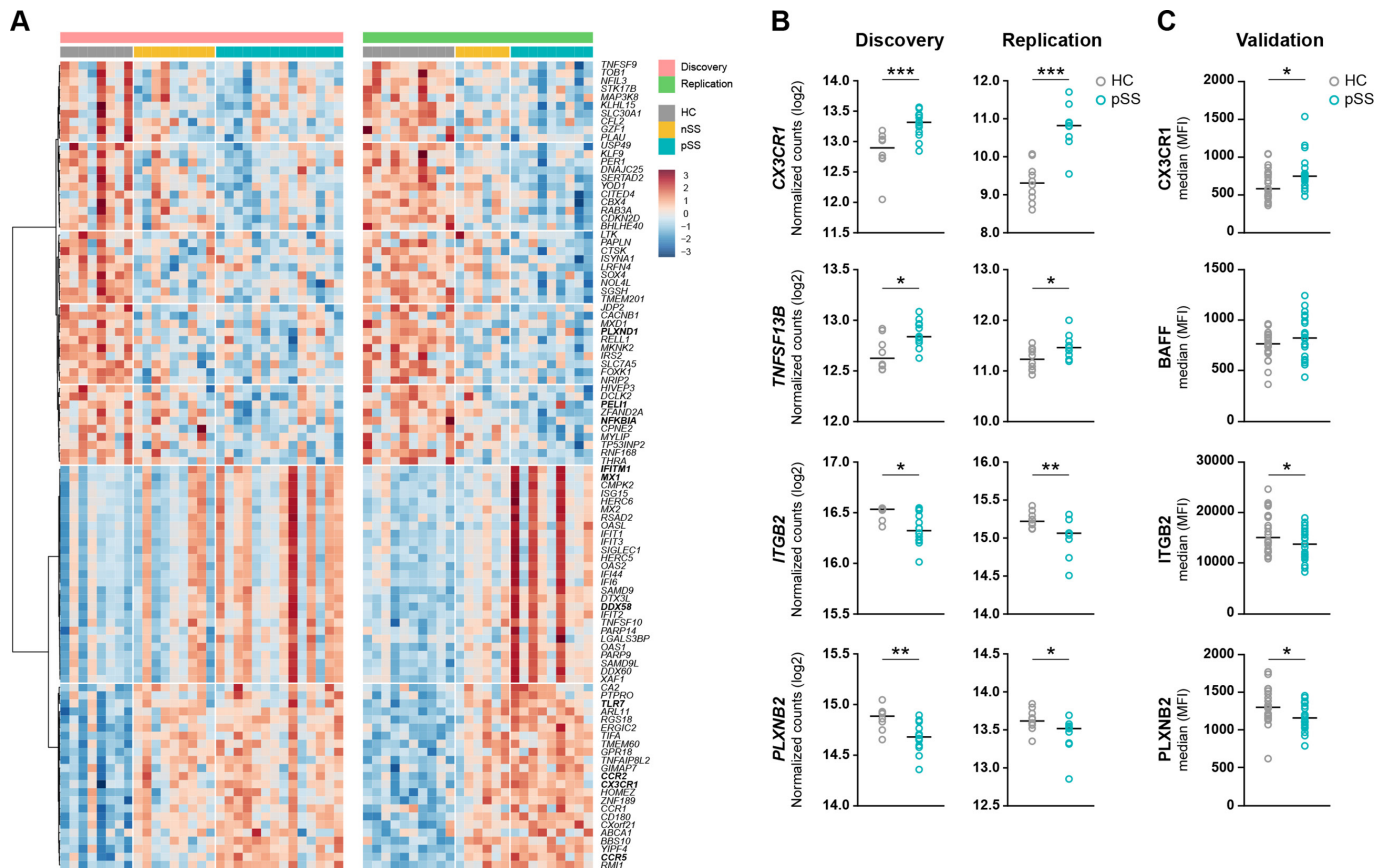 A
Discovery
Replication
HC
nSS
pSS
3
2
1
0
−1
−2
−3
TNFSF9
TOB1
NFIL3
STK17B
MAP3K8
KLHL15
SLC30A1
CFL2
GZF1
PLAU
USP49
KLF9
PER1
DNAJC25
SERTAD2
YOD1
CITED4
CBX4
RAB3A
CDKN2D
BHLHE40
LTK
PAPLN
CTSK
ISYNA1
LRFN4
SOX4
NOL4L
SGSH
TMEM201
JDP2
CACNB1
MXD1
PLXND1
RELL1
MKNK2
IRS2
SLC7A5
FOXK1
NRIP2
HIVEP3
DCLK2
PELI1
ZFAND2A
NFKBIA
CPNE2
MYLIP
TP53INP2
RNF168
THRA
IFITM1
MX1
CMPK2
ISG15
HERC6
MX2
RSAD2
OASL
IFIT1
IFIT3
SIGLEC1
HERC5
OAS2
IFI44
IFI6
SAMD9
DTX3L
DDX58
IFIT2
TNFSF10
PARP14
LGALS3BP
OAS1
PARP9
SAMD9L
DDX60
XAF1
CA2
PTPRO
TLR7
ARL11
RGS18
ERGIC2
TIFA
TMEM60
GPR18
TNFAIP8L2
GIMAP7
CCR2
CX3CR1
HOMEZ
ZNF189
CCR1
CD180
CXorf21
ABCA1
BBS10
YIPF4
CCR5
RMI1
B
Discovery
Replication
HC
pSS
CX3CR1
Normalized counts (log2)
14.0
13.5
13.0
12.5
12.0
11.5
***
12.0
11.0
10.0
9.0
8.0
***
TNFSF13B
Normalized counts (log2)
13.5
13.0
12.5
12.0
*
13.0
12.0
11.0
10.0
*
ITGB2
Normalized counts (log2)
17.0
16.5
16.0
15.5
*
16.0
15.5
15.0
14.5
14.0
**
PLXNB2
Normalized counts (log2)
15.5
15.0
14.5
14.0
**
14.5
14.0
13.5
13.0
12.5
*
C
Validation
HC
pSS
CX3CR1
median (MFI)
2000
1500
1000
500
0
*
BAFF
median (MFI)
1500
1000
500
0
ITGB2
median (MFI)
30000
20000
10000
0
*
PLXNB2
median (MFI)
2000
1500
1000
500
0
*